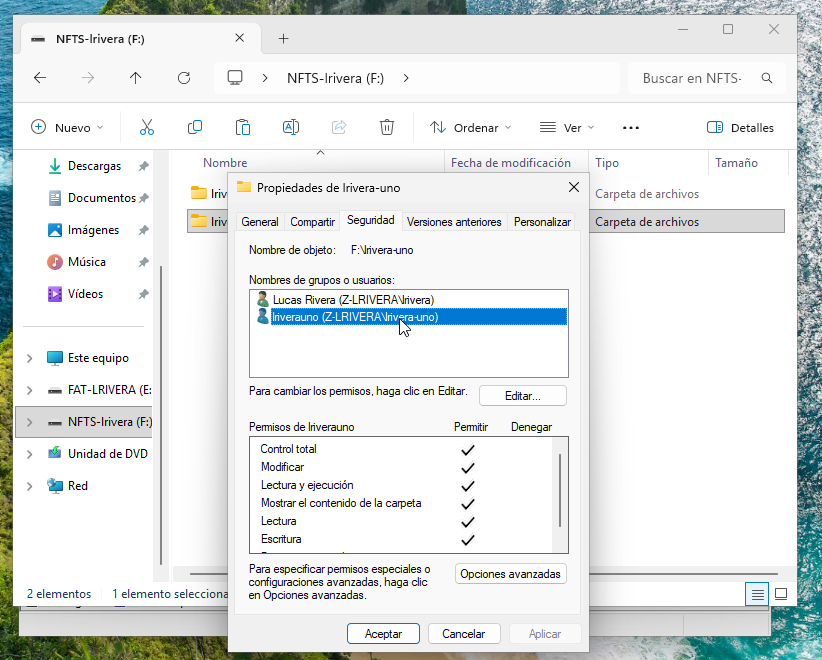 NFTS-lrivera (F:)
NFTS-lrivera (F:)
Buscar en NFTS-
Nuevo
Ordenar
Ver
Detalles
Descargas
Documentos
Imágenes
Música
Vídeos
Este equipo
FAT-LRIVERA (E:
NFTS-lrivera (F:)
Unidad de DVD
Red
Nombre
Fecha de modificación
Tipo
Tamaño
lriv
Carpeta de archivos
lriv
Carpeta de archivos
Propiedades de lrivera-uno
General
Compartir
Seguridad
Versiones anteriores
Personalizar
Nombre de objeto:
F:\lrivera-uno
Nombres de grupos o usuarios:
Lucas Rivera (Z-LRIVERA\lrivera)
lriverauno (Z-LRIVERA\lrivera-uno)
Para cambiar los permisos, haga clic en Editar.
Editar...
Permisos de lriverauno
Permitir
Denegar
Control total
Modificar
Lectura y ejecución
Mostrar el contenido de la carpeta
Lectura
Escritura
Para especificar permisos especiales o
configuraciones avanzadas, haga clic
en Opciones avanzadas.
Opciones avanzadas
Aceptar
Cancelar
Aplicar
2 elementos
1 elemento selecciona